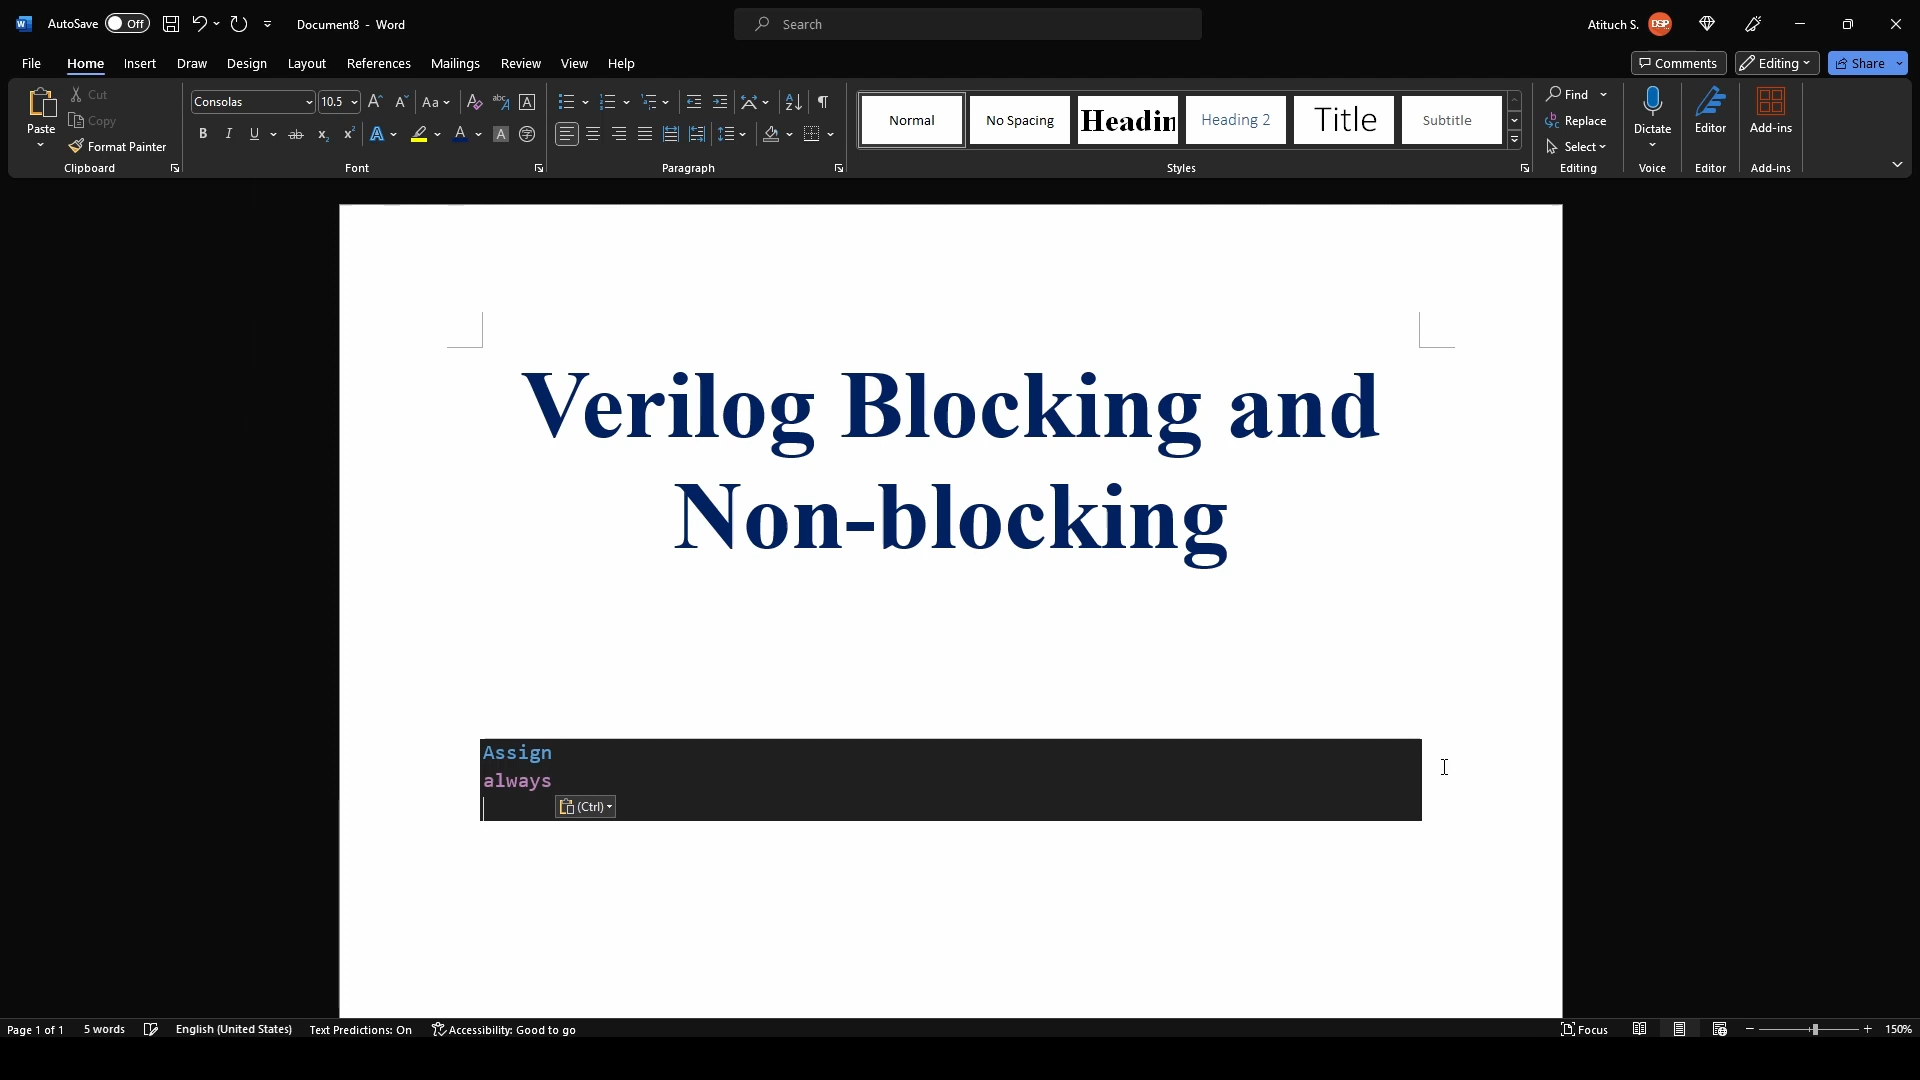 AutoSave Off Document8 - Word Search Atituch S. DSP
File Home Insert Draw Design Layout References Mailings Review View Help Comments Editing Share
Paste Cut Copy Format Painter Clipboard
Consolas 10.5 Aa Font
Paragraph
Normal No Spacing Headin Heading 2 Title Subtitle Styles
Find Replace Select Editing
Dictate Voice
Editor Editor
Add-ins Add-ins
Verilog Blocking and
Non-blocking
Assign
always
(Ctrl)
Page 1 of 1 5 words English (United States) Text Predictions: On Accessibility: Good to go Focus 150%